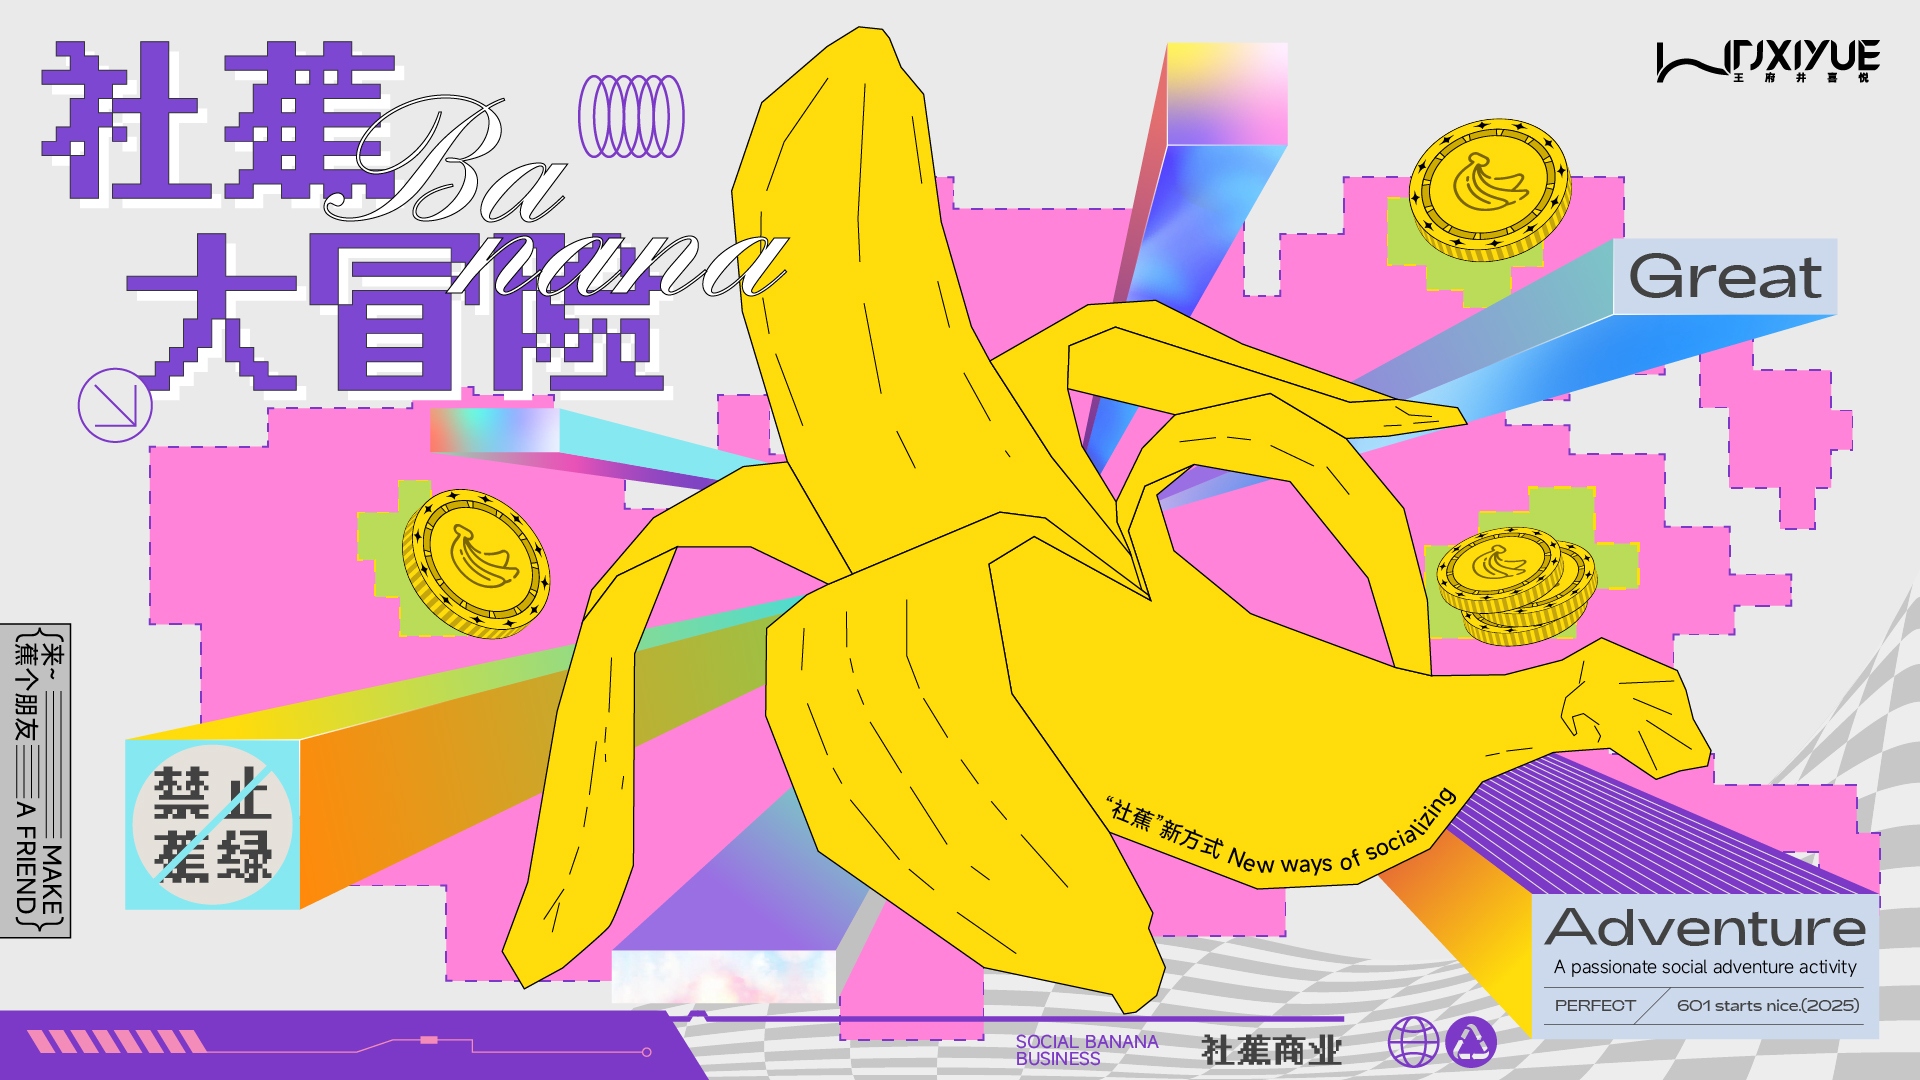 社蕉
大冒险
Ba
nana
WFJXIYUE
王府井喜悦
Great
{来~ MAKE
蕉个朋友 A FRIEND}
禁止
蕉绿
“社蕉”新方式 New ways of socializing
Adventure
A passionate social adventure activity
PERFECT / 601 starts nice.(2025)
SOCIAL BANANA
BUSINESS
社蕉商业